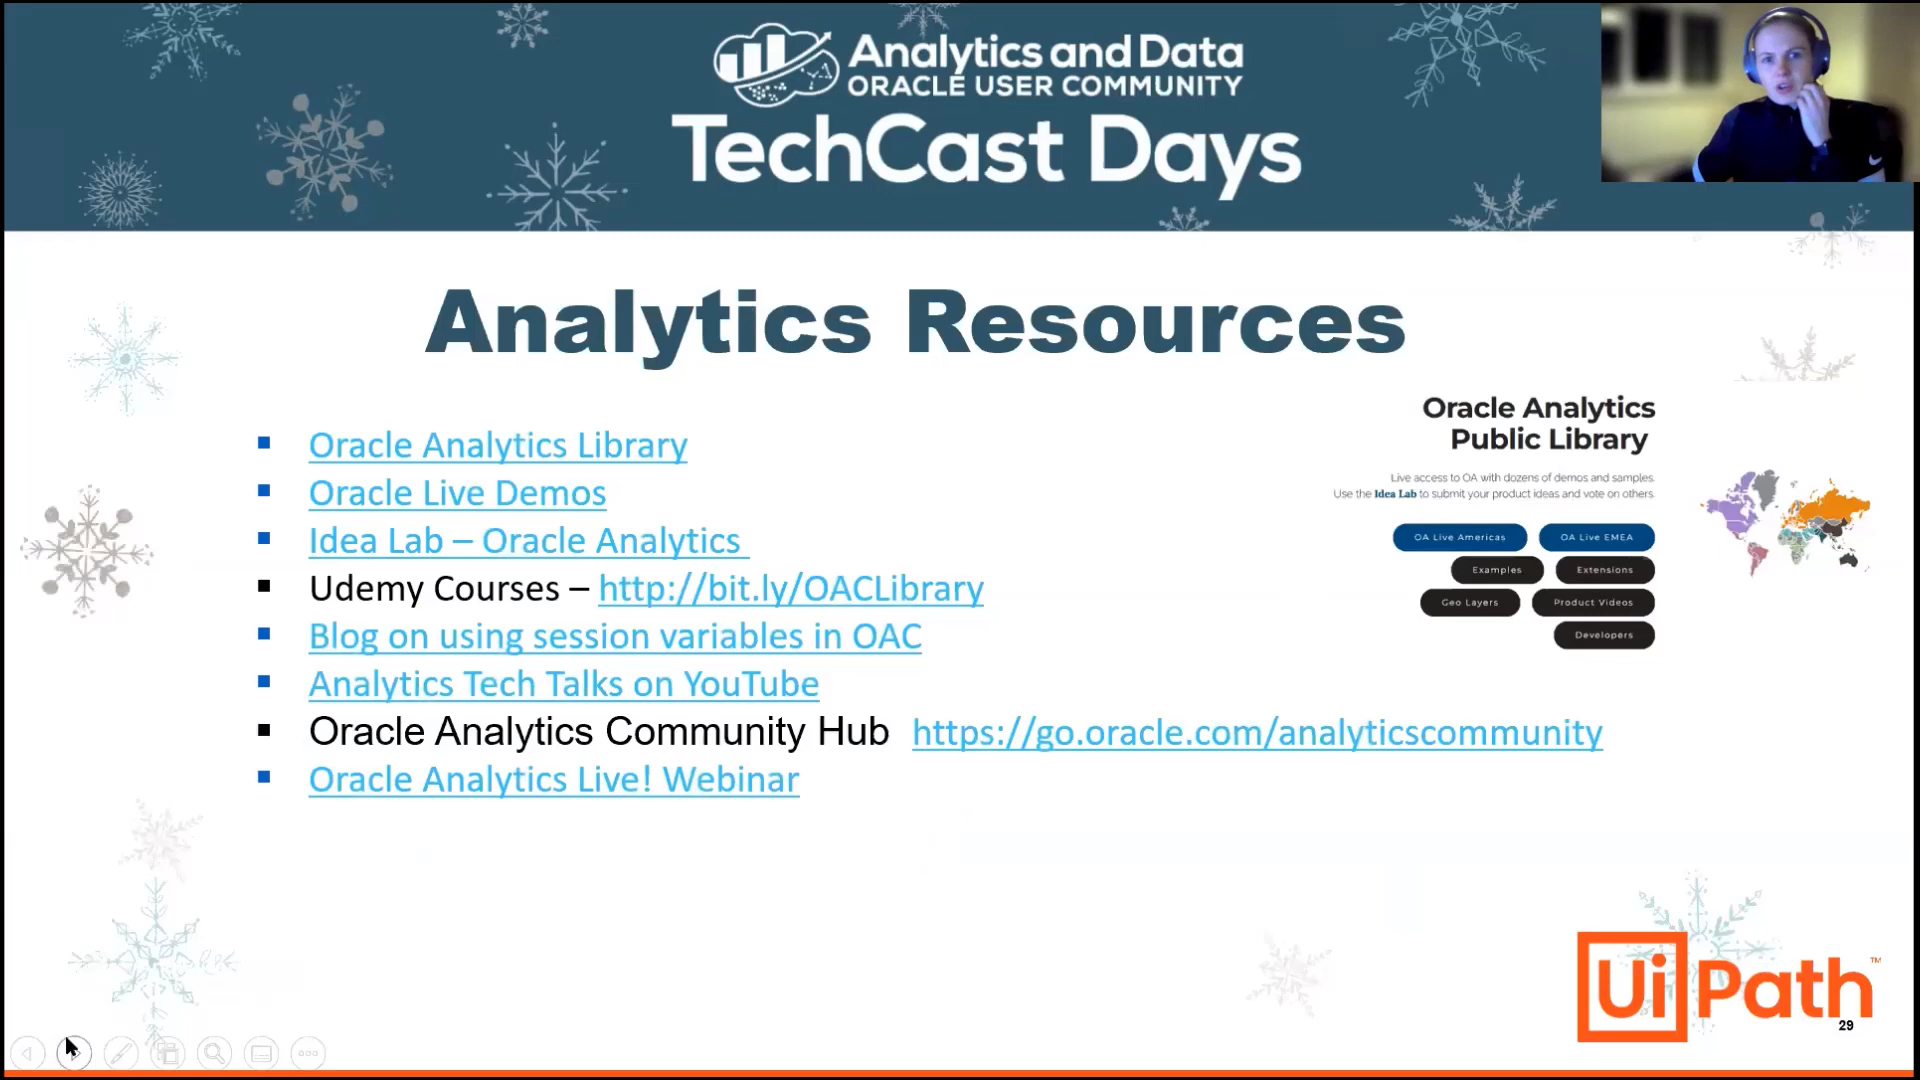 Analytics and Data
ORACLE USER COMMUNITY
TechCast Days
Analytics Resources
Oracle Analytics Library
Oracle Live Demos
Idea Lab – Oracle Analytics
Udemy Courses – http://bit.ly/OACLibrary
Blog on using session variables in OAC
Analytics Tech Talks on YouTube
Oracle Analytics Community Hub https://go.oracle.com/analyticscommunity
Oracle Analytics Live! Webinar
Oracle Analytics
Public Library
Live access to OA with dozens of demos and samples.
Use the Idea Lab to submit your product ideas and vote on others.
OA Live Americas OA Live EMEA
Examples Extensions
Geo Layers Product Videos
Developers
UiPath™
29